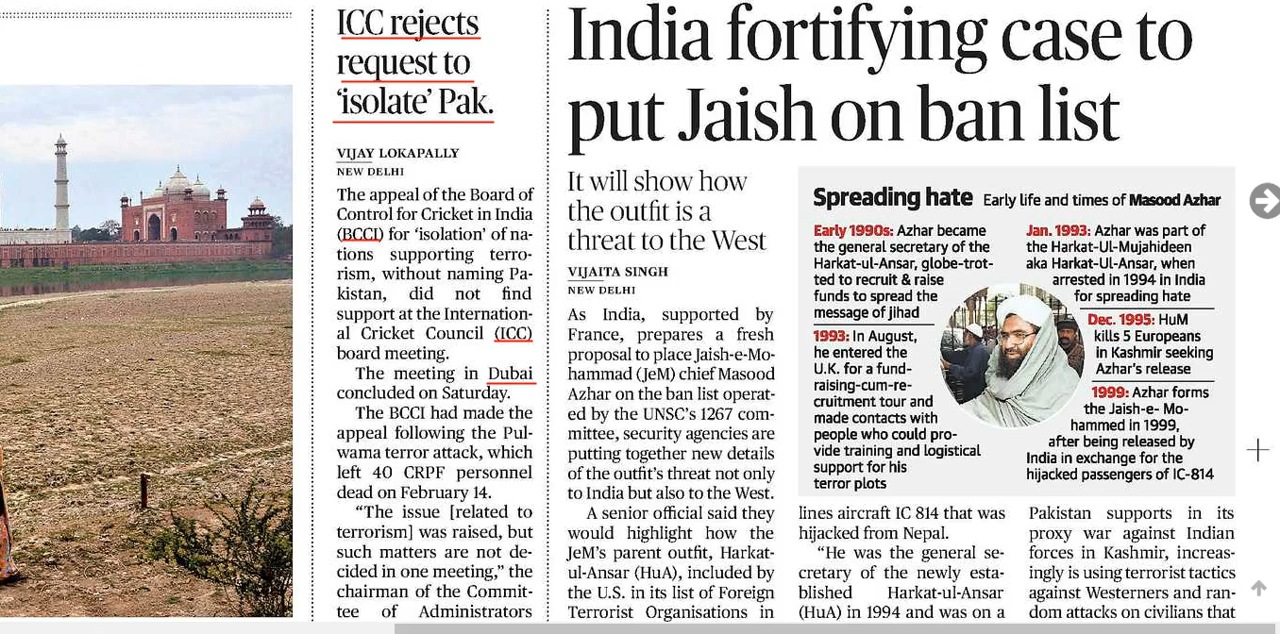 ICC rejects
request to
‘isolate’ Pak.
VIJAY LOKAPALLY
NEW DELHI
The appeal of the Board of
Control for Cricket in India
(BCCI) for ‘isolation’ of na-
tions supporting terro-
rism, without naming Pa-
kistan, did not find
support at the Internation-
al Cricket Council (ICC)
board meeting.
The meeting in Dubai
concluded on Saturday.
The BCCI had made the
appeal following the Pul-
wama terror attack, which
left 40 CRPF personnel
dead on February 14.
“The issue [related to
terrorism] was raised, but
such matters are not de-
cided in one meeting,” the
chairman of the Commit-
tee of Administrators
India fortifying case to
put Jaish on ban list
It will show how
the outfit is a
threat to the West
VIJAITA SINGH
NEW DELHI
As India, supported by
France, prepares a fresh
proposal to place Jaish-e-Mo-
hammad (JeM) chief Masood
Azhar on the ban list operat-
ed by the UNSC’s 1267 com-
mittee, security agencies are
putting together new details
of the outfit’s threat not only
to India but also to the West.
A senior official said they
would highlight how the
JeM’s parent outfit, Harkat-
ul-Ansar (HuA), included by
the U.S. in its list of Foreign
Terrorist Organisations in
Spreading hate Early life and times of Masood Azhar
Early 1990s: Azhar became
the general secretary of the
Harkat-ul-Ansar, globe-trot-
ted to recruit & raise
funds to spread the
message of jihad
1993: In August,
he entered the
U.K. for a fund-
raising-cum-re-
cruitment tour and
made contacts with
people who could pro-
vide training and logistical
support for his
terror plots
Jan. 1993: Azhar was part of
the Harkat-Ul-Mujahideen
aka Harkat-Ul-Ansar, when
arrested in 1994 in India
for spreading hate
Dec. 1995: HuM
kills 5 Europeans
in Kashmir seeking
Azhar’s release
1999: Azhar forms
the Jaish-e- Mo-
hammed in 1999,
after being released by
India in exchange for the
hijacked passengers of IC-814
lines aircraft IC 814 that was
hijacked from Nepal.
“He was the general se-
cretary of the newly esta-
blished Harkat-ul-Ansar
(HuA) in 1994 and was on a
Pakistan supports in its
proxy war against Indian
forces in Kashmir, increas-
ingly is using terrorist tactics
against Westerners and ran-
dom attacks on civilians that